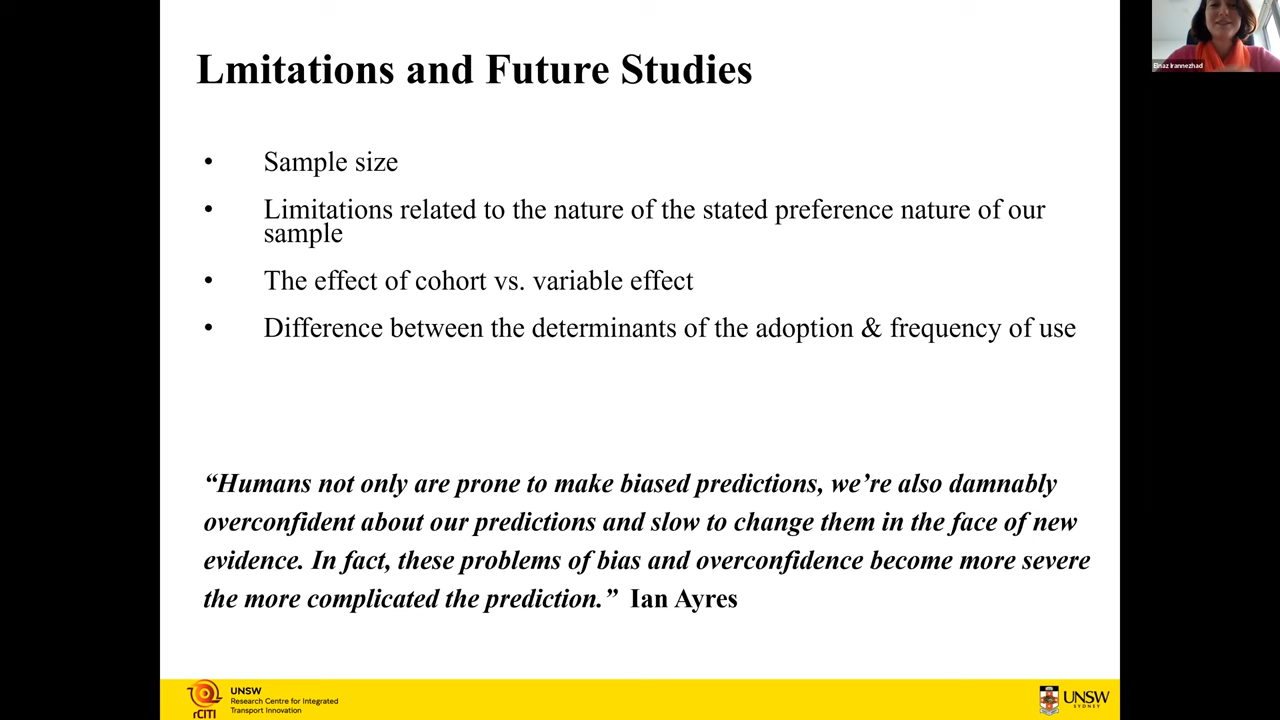 Lmitations and Future Studies
Elnaz Irannezhad
• Sample size
• Limitations related to the nature of the stated preference nature of our
sample
• The effect of cohort vs. variable effect
• Difference between the determinants of the adoption & frequency of use
“Humans not only are prone to make biased predictions, we’re also damnably
overconfident about our predictions and slow to change them in the face of new
evidence. In fact, these problems of bias and overconfidence become more severe
the more complicated the prediction.” Ian Ayres
rCITI
UNSW
Research Centre for Integrated
Transport Innovation
UNSW
SYDNEY